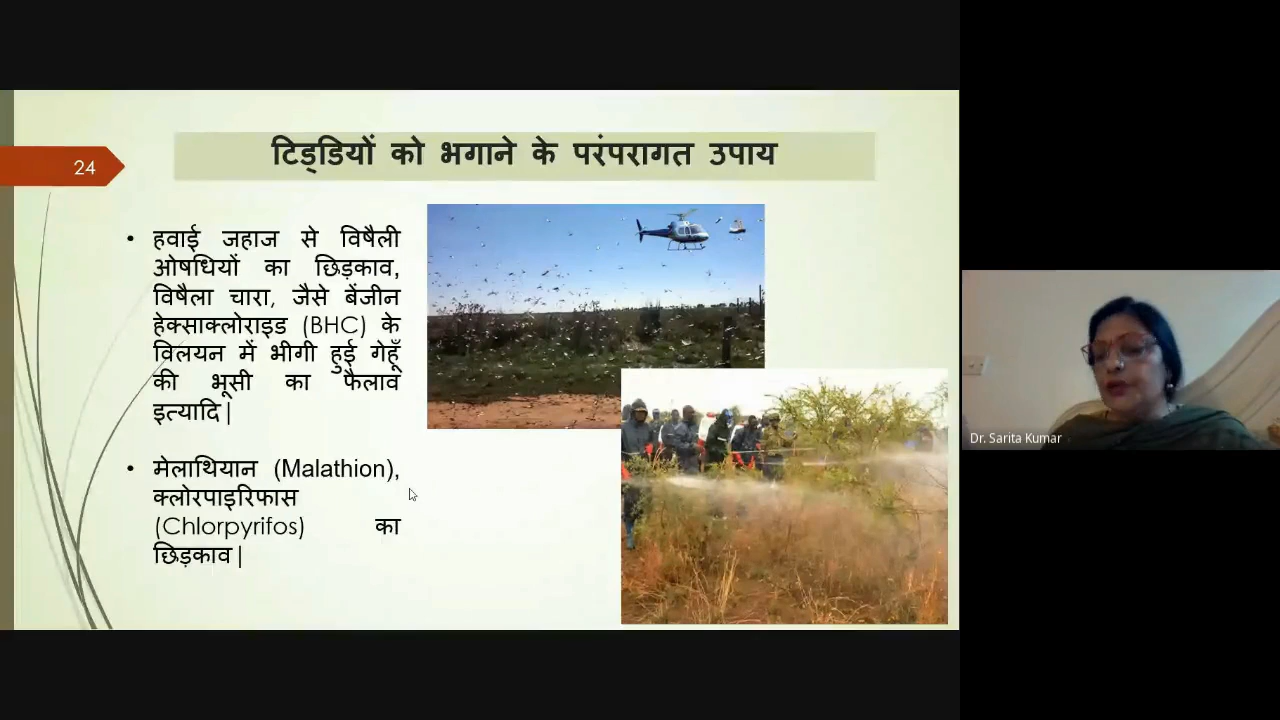 24
टिड्डियों को भगाने के परंपरागत उपाय
• हवाई जहाज से विषैली
ओषधियों का छिड़काव,
विषैला चारा, जैसे बेंजीन
हेक्साक्लोराइड (BHC) के
विलयन में भीगी हुई गेहूँ
की भूसी का फैलाव
इत्यादि|
• मेलाथियान (Malathion),
क्लोरपाइरिफास
(Chlorpyrifos) का
छिड़काव|
Dr. Sarita Kumar